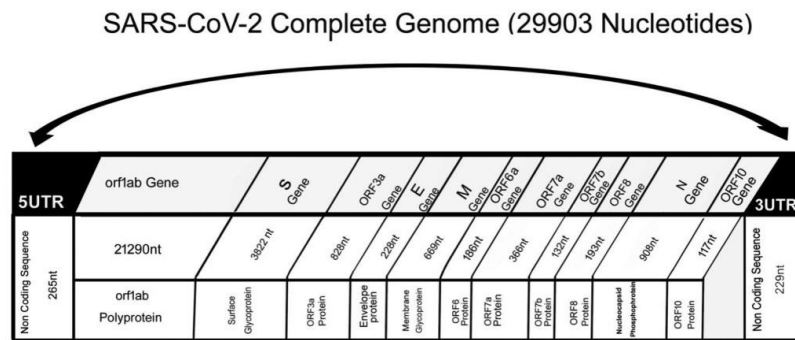 SARS-CoV-2 Complete Genome (29903 Nucleotides)
5UTR
orf1ab Gene
S
Gene
ORF3a
Gene
E
Gene
M
Gene
ORF6a
Gene
ORF7a
Gene
ORF7b
Gene
ORF8
Gene
N
Gene
ORF10
Gene
3UTR
Non Coding Sequence
265nt
21290nt
3822 nt
828nt
228nt
669nt
186nt
366nt
132nt
193nt
908nt
117nt
Non Coding Sequence
229nt
orf1ab
Polyprotein
Surface
Glycoprotein
ORF3a
Protein
Envelope
protein
Membrane
Glycoprotein
ORF6
Protein
ORF7a
Protein
ORF7b
Protein
ORF8
Protein
Nucleocapsid
Phosphoprotein
ORF10
Protein